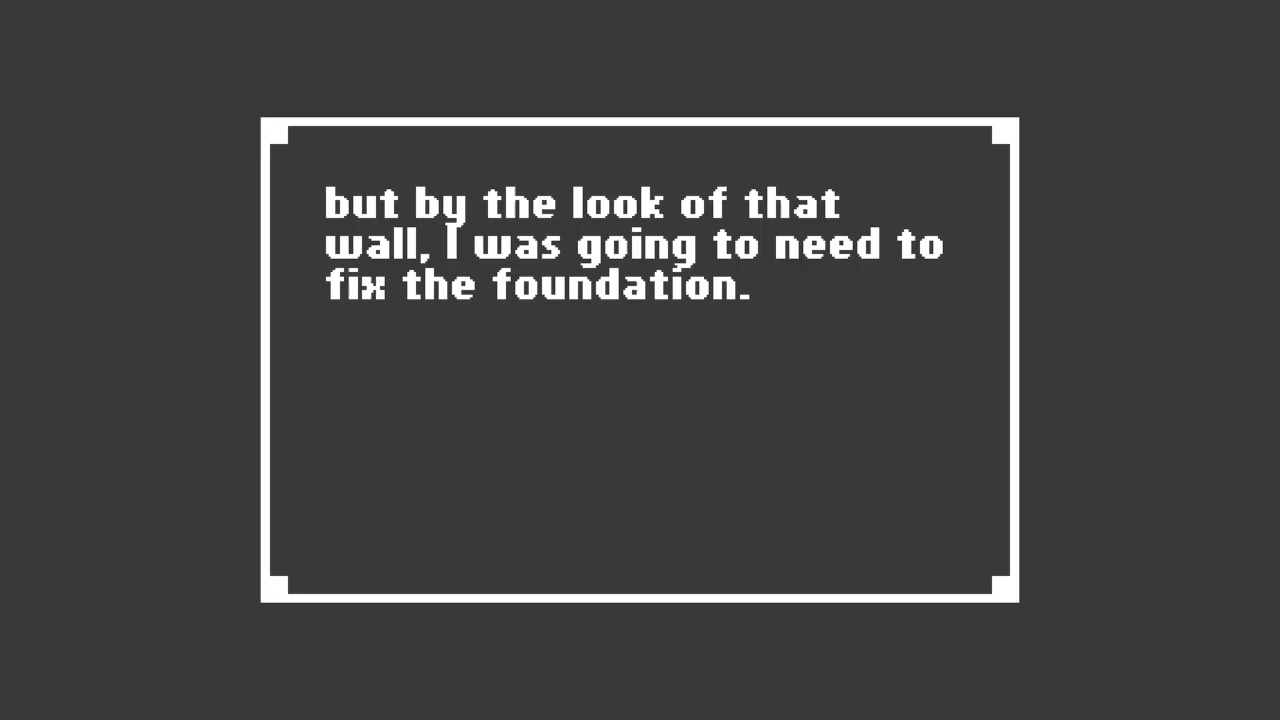 but by the look of that
wall, I was going to need to
fix the foundation.